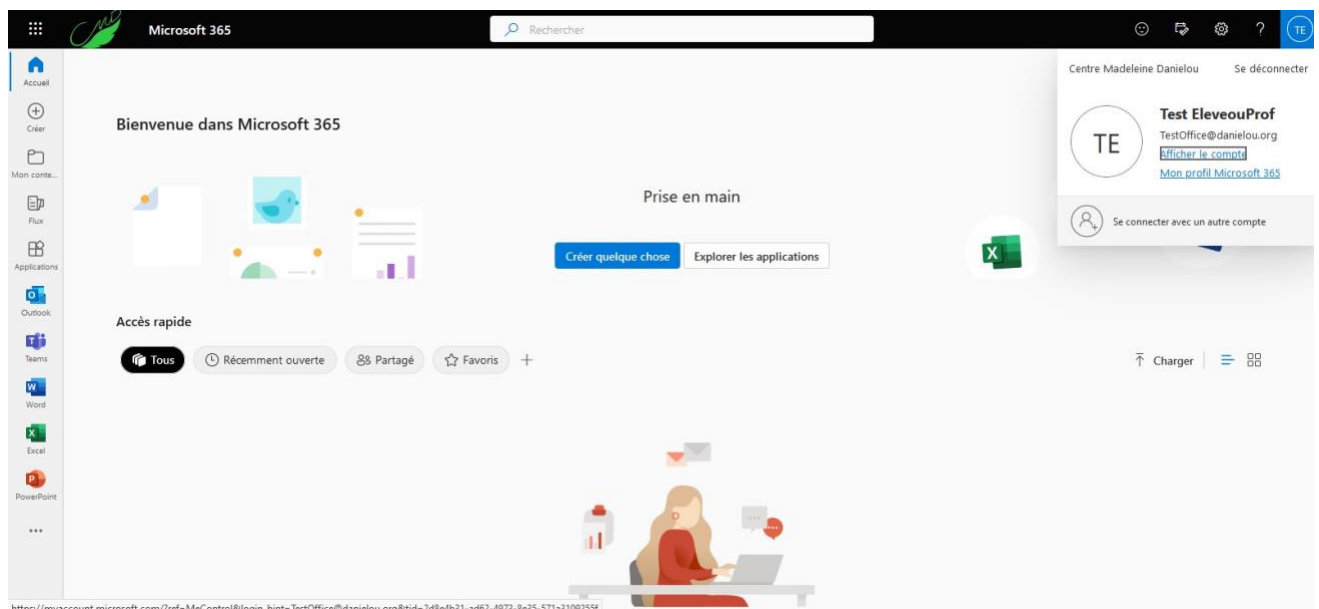 Microsoft 365
Rechercher
?
TE
Accueil
Créer
Mon conte...
Flux
Applications
Outlook
Teams
Word
Excel
PowerPoint
Bienvenue dans Microsoft 365
Prise en main
Créer quelque chose
Explorer les applications
Accès rapide
Tous
Récemment ouverte
Partagé
Favoris
Charger
Centre Madeleine Danielou
Se déconnecter
TE
Test EleveouProf
TestOffice@danielou.org
Afficher le compte
Mon profil Microsoft 365
Se connecter avec un autre compte